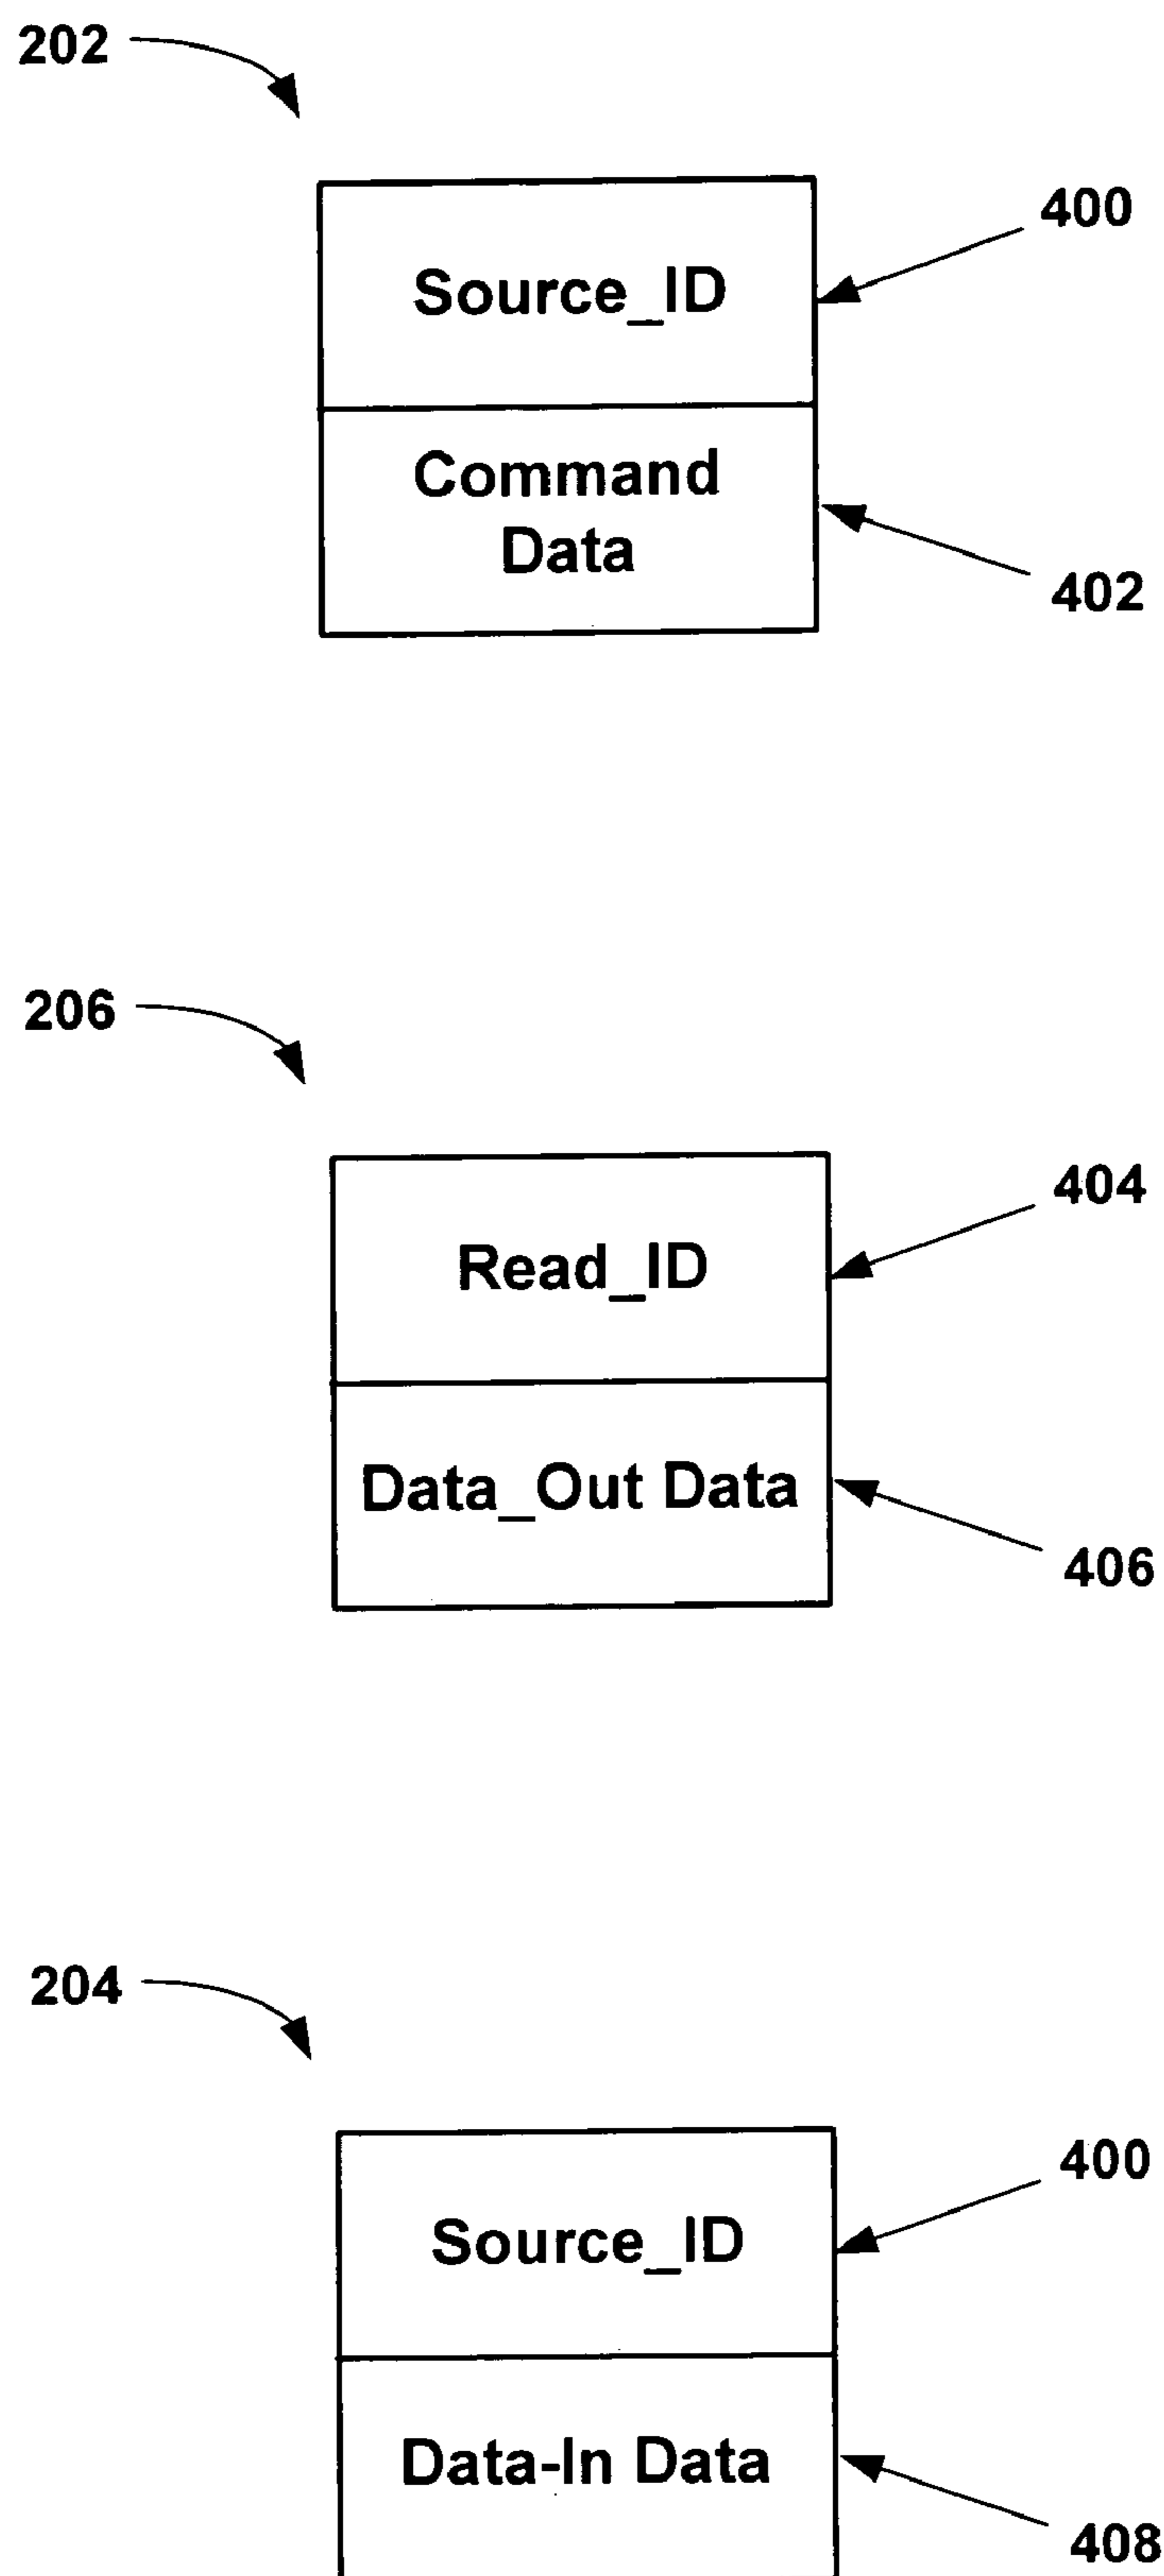 202
400
Source_ID
Command
Data
402
206
404
Read_ID
Data_Out Data
406
204
400
Source_ID
Data-In Data
408